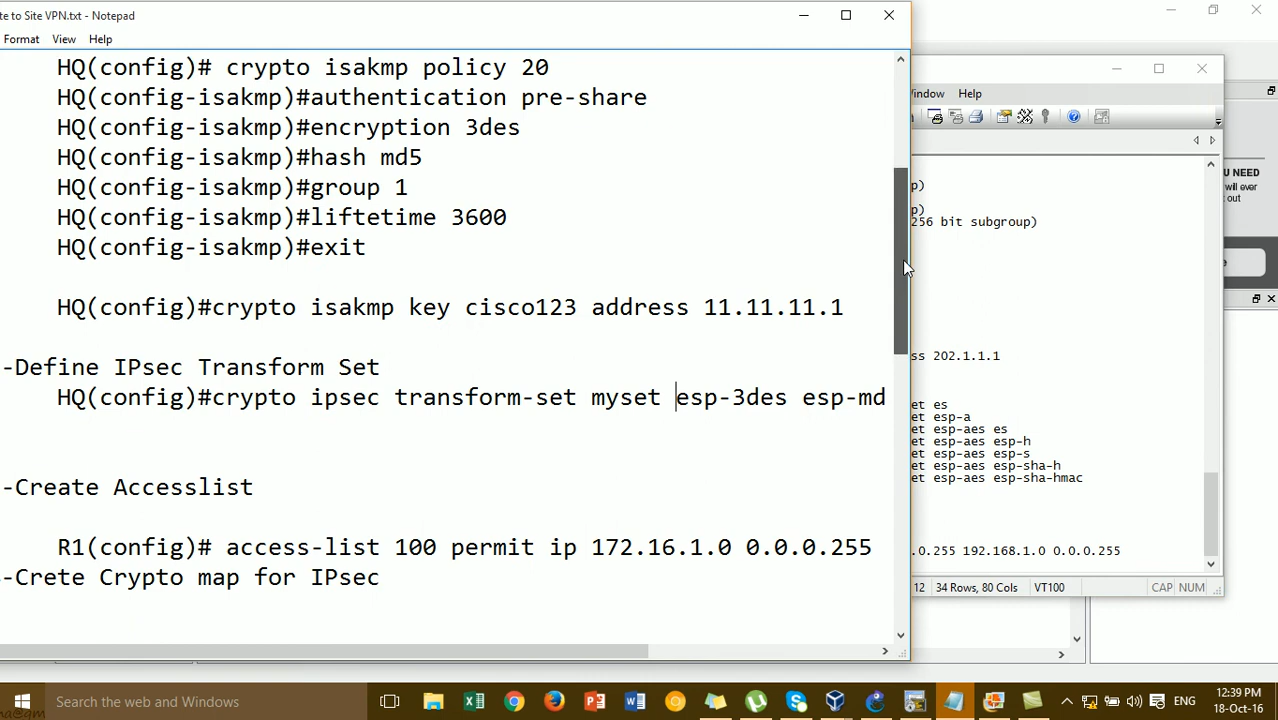 te to Site VPN.txt - Notepad
Format View Help
HQ(config)# crypto isakmp policy 20
HQ(config-isakmp)#authentication pre-share
HQ(config-isakmp)#encryption 3des
HQ(config-isakmp)#hash md5
HQ(config-isakmp)#group 1
HQ(config-isakmp)#liftetime 3600
HQ(config-isakmp)#exit
HQ(config)#crypto isakmp key cisco123 address 11.11.11.1
-Define IPsec Transform Set
HQ(config)#crypto ipsec transform-set myset esp-3des esp-md
-Create Accesslist
R1(config)# access-list 100 permit ip 172.16.1.0 0.0.0.255
-Crete Crypto map for IPsec
indow Help
p)
p)
256 bit subgroup)
ss 202.1.1.1
et es
et esp-a
et esp-aes es
et esp-aes esp-h
et esp-aes esp-s
et esp-aes esp-sha-h
et esp-aes esp-sha-hmac
.0.255 192.168.1.0 0.0.0.255
12 34 Rows, 80 Cols VT100 CAP NUM
U NEED
will ever
out
e
Search the web and Windows
ENG
12:39 PM
18-Oct-16